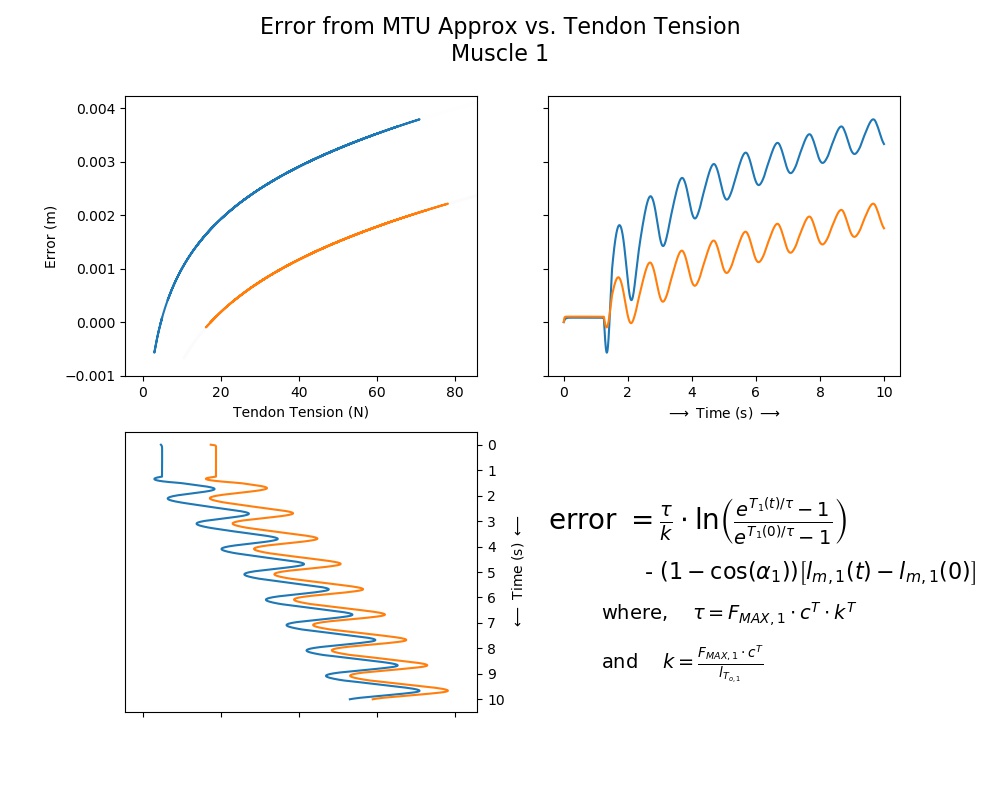 Error from MTU Approx vs. Tendon Tension
Muscle 1
0.004
0.003
0.002
0.001
0.000
−0.001
Error (m)
0 20 40 60 80
Tendon Tension (N)
0 2 4 6 8 10
⟶ Time (s) ⟶
0
1
2
3
4
5
6
7
8
9
10
⟵ Time (s) ⟵
error = τ/k · ln((e^{T_1(t)/τ} − 1)/(e^{T_1(0)/τ} − 1))
- (1 − cos(α_1))[l_{m,1}(t) − l_{m,1}(0)]
where, τ = F_{MAX,1} · c^T · k^T
and k = (F_{MAX,1} · c^T)/l_{T_{o,1}}